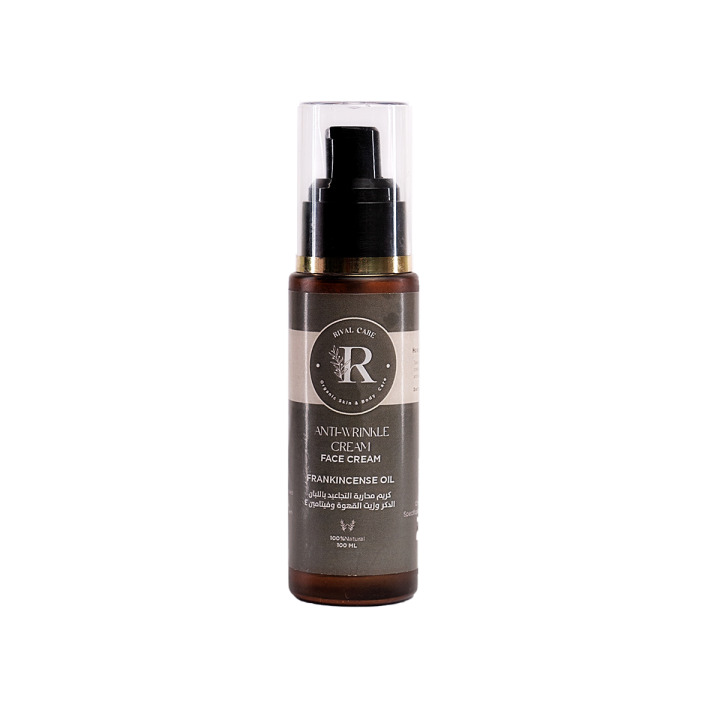 RIVAL CARE
R
Organic Skin & Body Care
ANTI-WRINKLE
CREAM
FACE CREAM
FRANKINCENSE OIL
كريم محاربة التجاعيد باللبان
الدكر وزيت القهوة وفيتامين E
100%Natural
100 ML